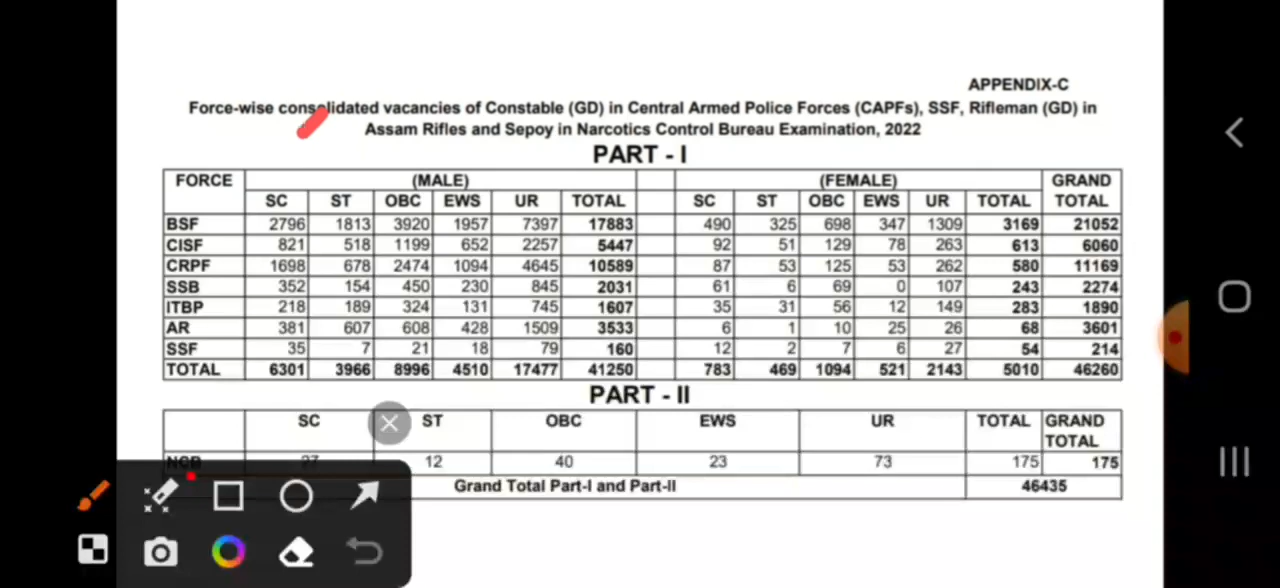 APPENDIX-C
Force-wise consolidated vacancies of Constable (GD) in Central Armed Police Forces (CAPFs), SSF, Rifleman (GD) in
Assam Rifles and Sepoy in Narcotics Control Bureau Examination, 2022
PART - I
FORCE (MALE) (FEMALE) GRAND TOTAL
SC ST OBC EWS UR TOTAL SC ST OBC EWS UR TOTAL
BSF 2796 1813 3920 1957 7397 17883 490 325 698 347 1309 3169 21052
CISF 821 518 1199 652 2257 5447 92 51 129 78 263 613 6060
CRPF 1698 678 2474 1094 4645 10589 87 53 125 53 262 580 11169
SSB 352 154 450 230 845 2031 61 6 69 0 107 243 2274
ITBP 218 189 324 131 745 1607 35 31 56 12 149 283 1890
AR 381 607 608 428 1509 3533 6 1 10 25 26 68 3601
SSF 35 7 21 18 79 160 12 2 7 6 27 54 214
TOTAL 6301 3966 8996 4510 17477 41250 783 469 1094 521 2143 5010 46260
PART - II
SC ST OBC EWS UR TOTAL GRAND TOTAL
NCB 27 12 40 23 73 175 175
Grand Total Part-I and Part-II 46435